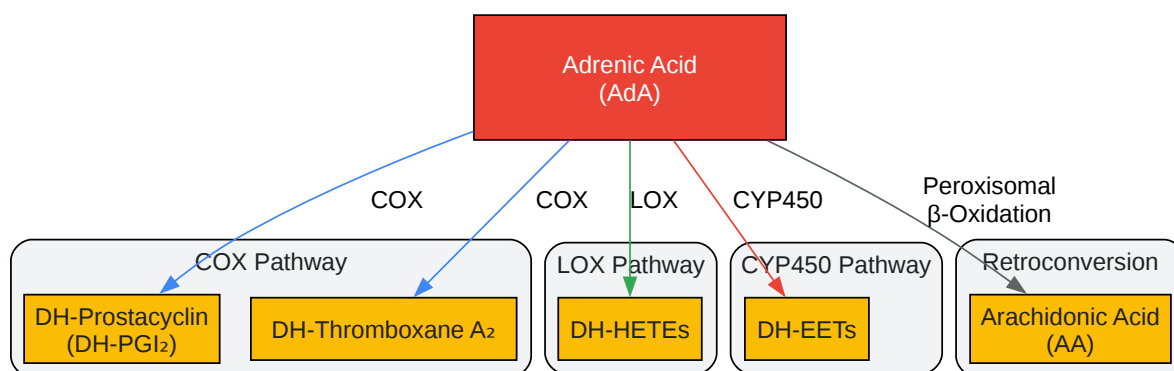 Adrenic Acid
(AdA)
COX
COX
LOX
CYP450
Peroxisomal
β-Oxidation
COX Pathway
LOX Pathway
CYP450 Pathway
Retroconversion
DH-Prostacyclin
(DH-PGI₂)
DH-Thromboxane A₂
DH-HETEs
DH-EETs
Arachidonic Acid
(AA)